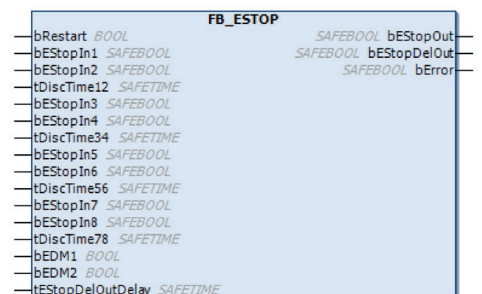 FB_ESTOP
bRestart BOOL SAFEBOOL bEStopOut
bEStopIn1 SAFEBOOL SAFEBOOL bEStopDelOut
bEStopIn2 SAFEBOOL SAFEBOOL bError
tDiscTime12 SAFETIME
bEStopIn3 SAFEBOOL
bEStopIn4 SAFEBOOL
tDiscTime34 SAFETIME
bEStopIn5 SAFEBOOL
bEStopIn6 SAFEBOOL
tDiscTime56 SAFETIME
bEStopIn7 SAFEBOOL
bEStopIn8 SAFEBOOL
tDiscTime78 SAFETIME
bEDM1 BOOL
bEDM2 BOOL
tEStopDelOutDelay SAFETIME